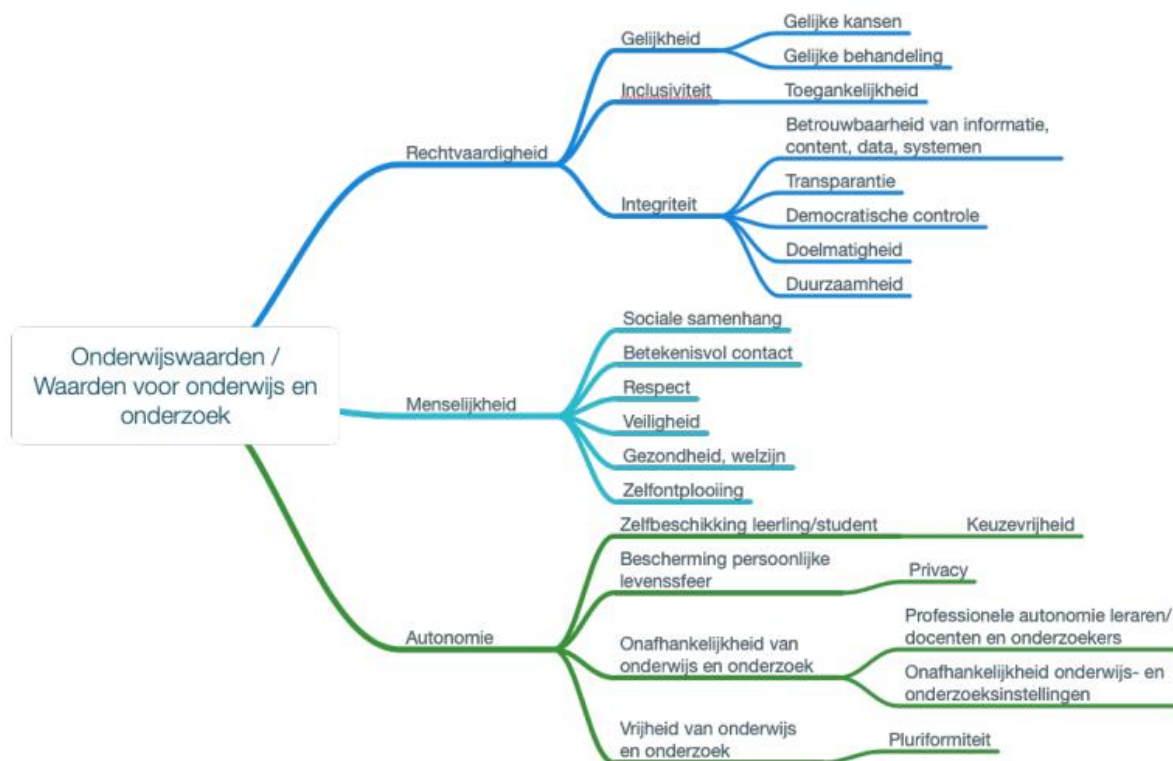 Onderwijswaarden /
Waarden voor onderwijs en
onderzoek
Rechtvaardigheid
Gelijkheid
Gelijke kansen
Gelijke behandeling
Inclusiviteit
Toegankelijkheid
Integriteit
Betrouwbaarheid van informatie,
content, data, systemen
Transparantie
Democratische controle
Doelmatigheid
Duurzaamheid
Menselijkheid
Sociale samenhang
Betekenisvol contact
Respect
Veiligheid
Gezondheid, welzijn
Zelfontplooiing
Autonomie
Zelfbeschikking leerling/student
Keuzevrijheid
Bescherming persoonlijke
levenssfeer
Privacy
Onafhankelijkheid van
onderwijs en onderzoek
Professionele autonomie leraren/
docenten en onderzoekers
Onafhankelijkheid onderwijs- en
onderzoeksinstellingen
Vrijheid van onderwijs
en onderzoek
Pluriformiteit